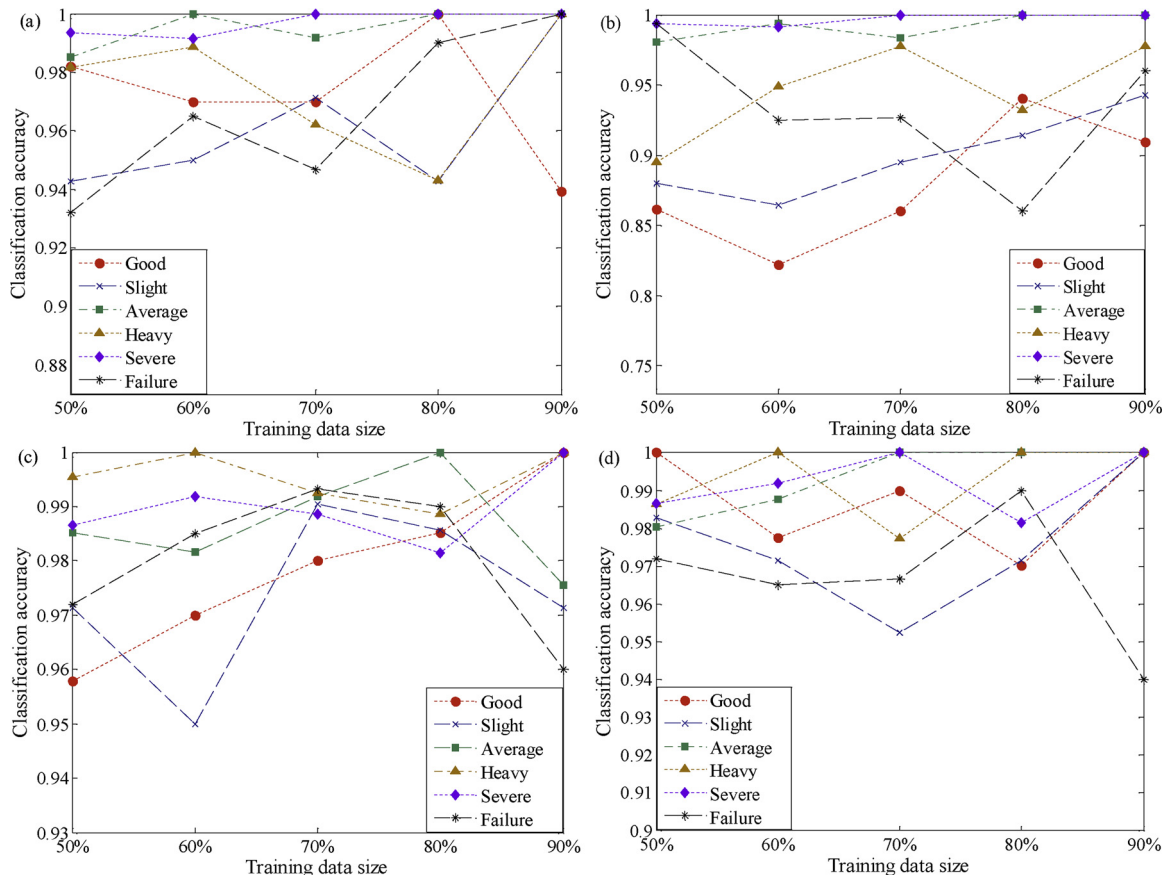 (a)
Classification accuracy
1
0.98
0.96
0.94
0.92
0.9
0.88
Good
Slight
Average
Heavy
Severe
Failure
50%
60%
70%
80%
90%
Training data size
(b)
Classification accuracy
1
0.95
0.9
0.85
0.8
0.75
Good
Slight
Average
Heavy
Severe
Failure
50%
60%
70%
80%
90%
Training data size
(c)
Classification accuracy
1
0.99
0.98
0.97
0.96
0.95
0.94
0.93
Good
Slight
Average
Heavy
Severe
Failure
50%
60%
70%
80%
90%
Training data size
(d)
Classification accuracy
1
0.99
0.98
0.97
0.96
0.95
0.94
0.93
0.92
0.91
0.9
Good
Slight
Average
Heavy
Severe
Failure
50%
60%
70%
80%
90%
Training data size